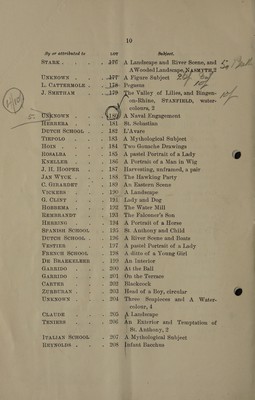 10
By or attributed to LOT Subject.
STARK . . . 176 A Landscape and River Scene, and
A Wooded Landscape, NASMYTH, 2
UNKNOWN . . . 177 A Figure Subject
L. CATTERMOLE . . 178 Pegasus
J. SMETHAM . . . 179 The Valley of Lilies, and Bingen-
on-Rhine, STANFIELD, water-
colours, 2
UNKNOWN . . . 180 A Naval Engagement
HERRERA . . . 181 St. Sebastian
DUTCH SCHOOL . . 182 L'Avare
TIEPOLO . . . 183 A Mythological Subject
HOIN . . . 184 Two Gouache Drawings
ROSALBA . . . 185 A pastel Portrait of a Lady
KNELLER . . . 186 A Portrait of a Man in Wig
J. H. HOOPER . . 187 Harvesting, unframed, a pair
JAN WYCK . . . 188 The Hawking Party
C. GERARDET . . 189 An Eastern Scene
VICKERS . . . 190 A Landscape
G. CLINT . . . 191 Lady and Dog
HOBBEMA . . . 192 The Water Mill
REMBRANDT . . 193 The Falconer's Son
HERRING . . . 194 A Portrait of a Horse
SPANISH SCHOOL . 195 St. Anthony and Child
DUTCH SCHOOL . . 196 A River Scene and Boats
VESTIER . . . 197 A pastel Portrait of a Lady
FRENCH SCHOOL . 198 A ditto of a Young Girl
DE BRAEKELEER . 199 An Interior
GARRIDO . . . 200 At the Ball
GARRIDO . . . 201 On the Terrace
CARTER . . . 202 Blackcock
ZURBURAN . . . 203 Head of a Boy, circular
UNKNOWN . . . 204 Three Seapieces and A Water-
colour, 4
CLAUDE . . . 205 A Landscape
TENIERS . . . 206 An Exterior and Temptation of
St. Anthony, 2
ITALIAN SCHOOL . 207 A Mythological Subject
REYNOLDS . . . 208 Infant Bacchus